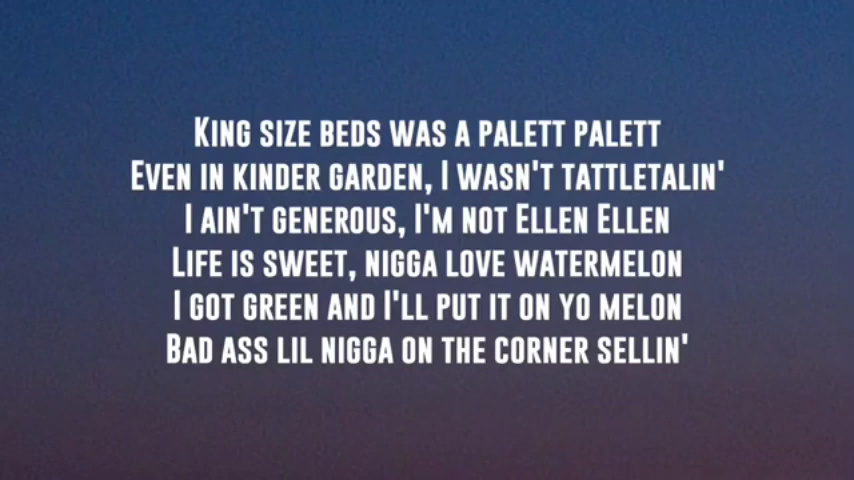 King size beds was a palett palett
Even in kinder garden, I wasn't tattletalin'
I ain't generous, I'm not Ellen Ellen
Life is sweet, nigga love watermelon
I got green and I'll put it on yo melon
Bad ass lil nigga on the corner sellin'